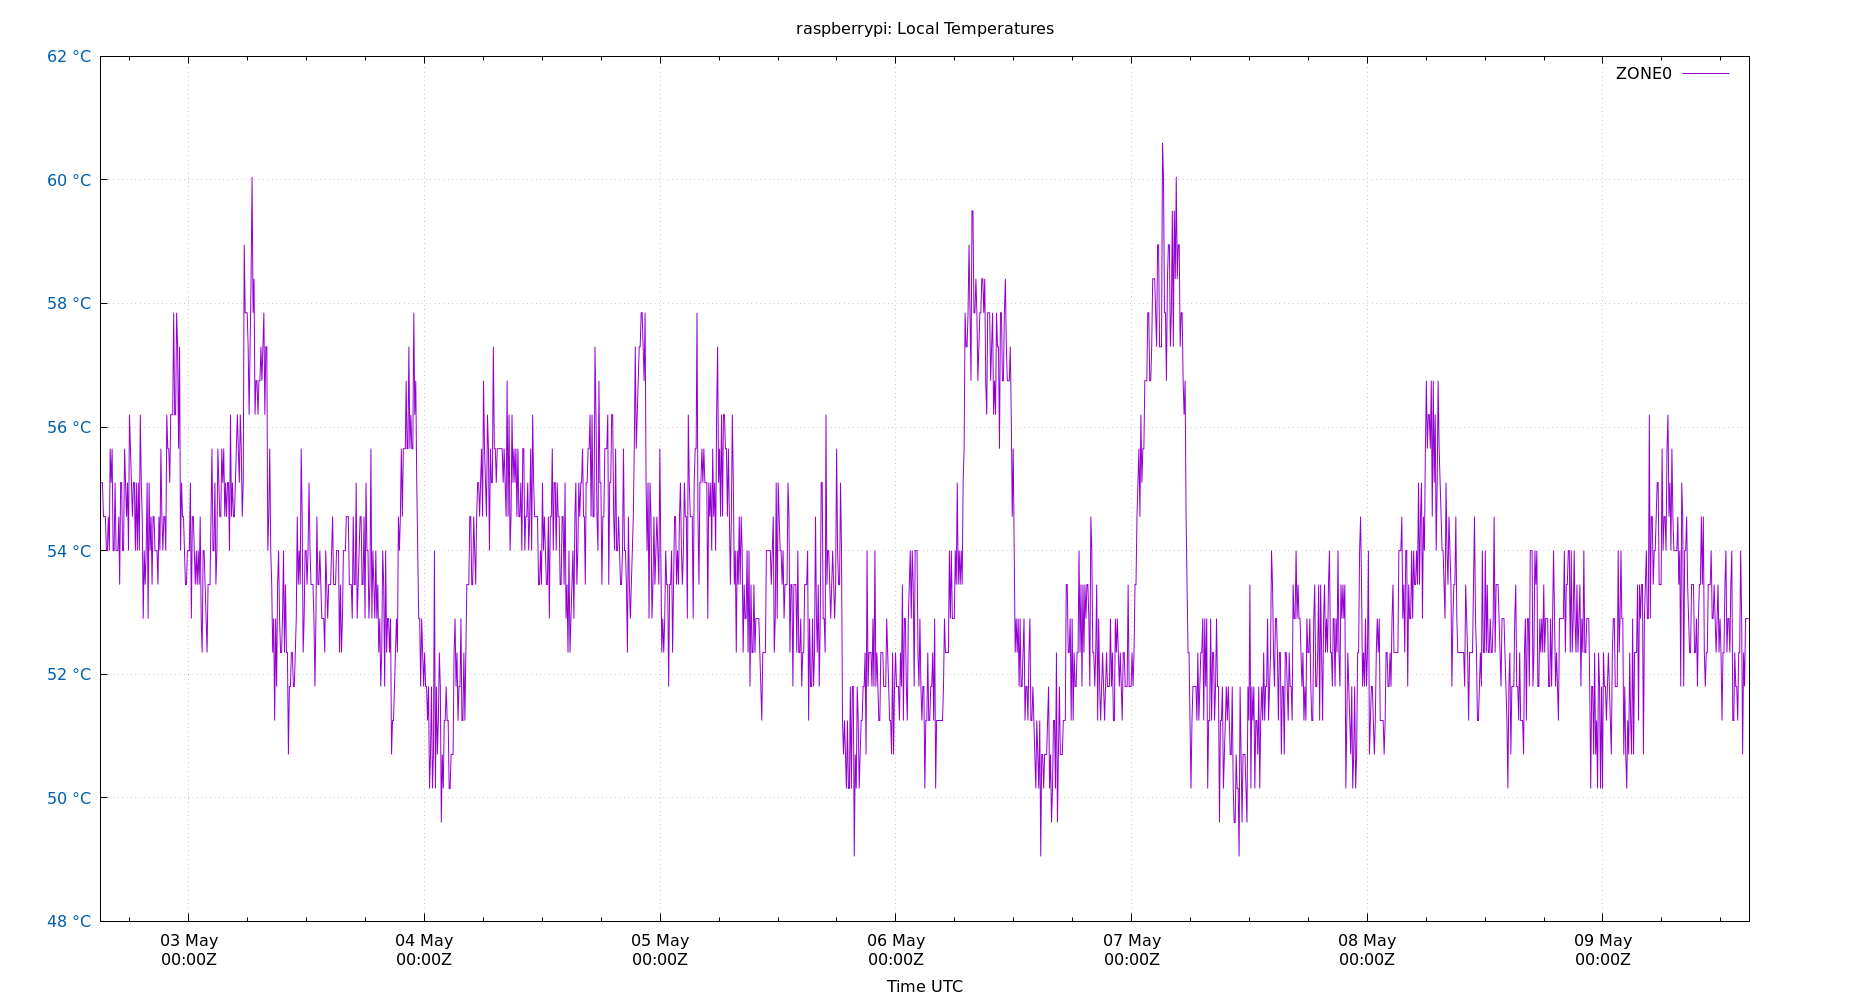 raspberrypi: Local Temperatures
62 °C
ZONE0
60 °C
58 °C
56 °C
54 °C
52 °C
50 °C
48 °C
03 May 04 May 05 May 06 May 07 May 08 May 09 May
00:00Z 00:00Z 00:00Z 00:00Z 00:00Z 00:00Z 00:00Z
Time UTC